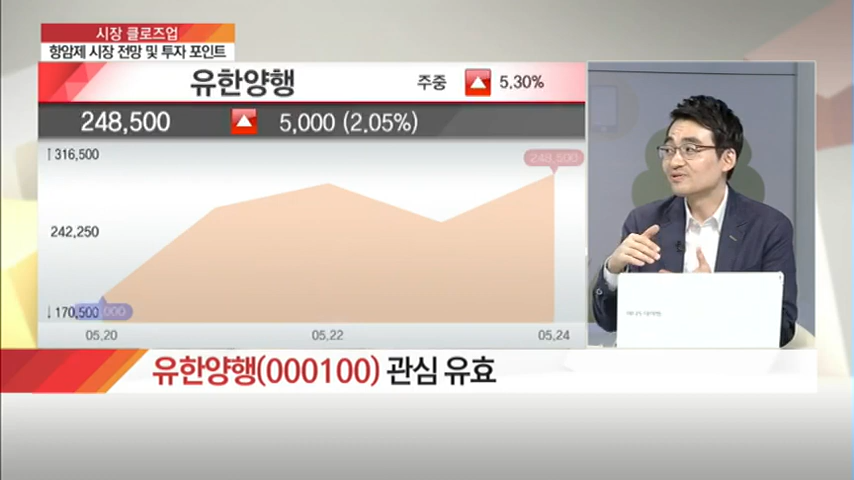 시장 클로즈업
항암제 시장 전망 및 투자 포인트
유한양행 주중 ▲ 5.30%
248,500 ▲ 5,000 (2.05%)
316,500
248,500
242,250
170,500
05.20 05.22 05.24
유한양행(000100) 관심 유효